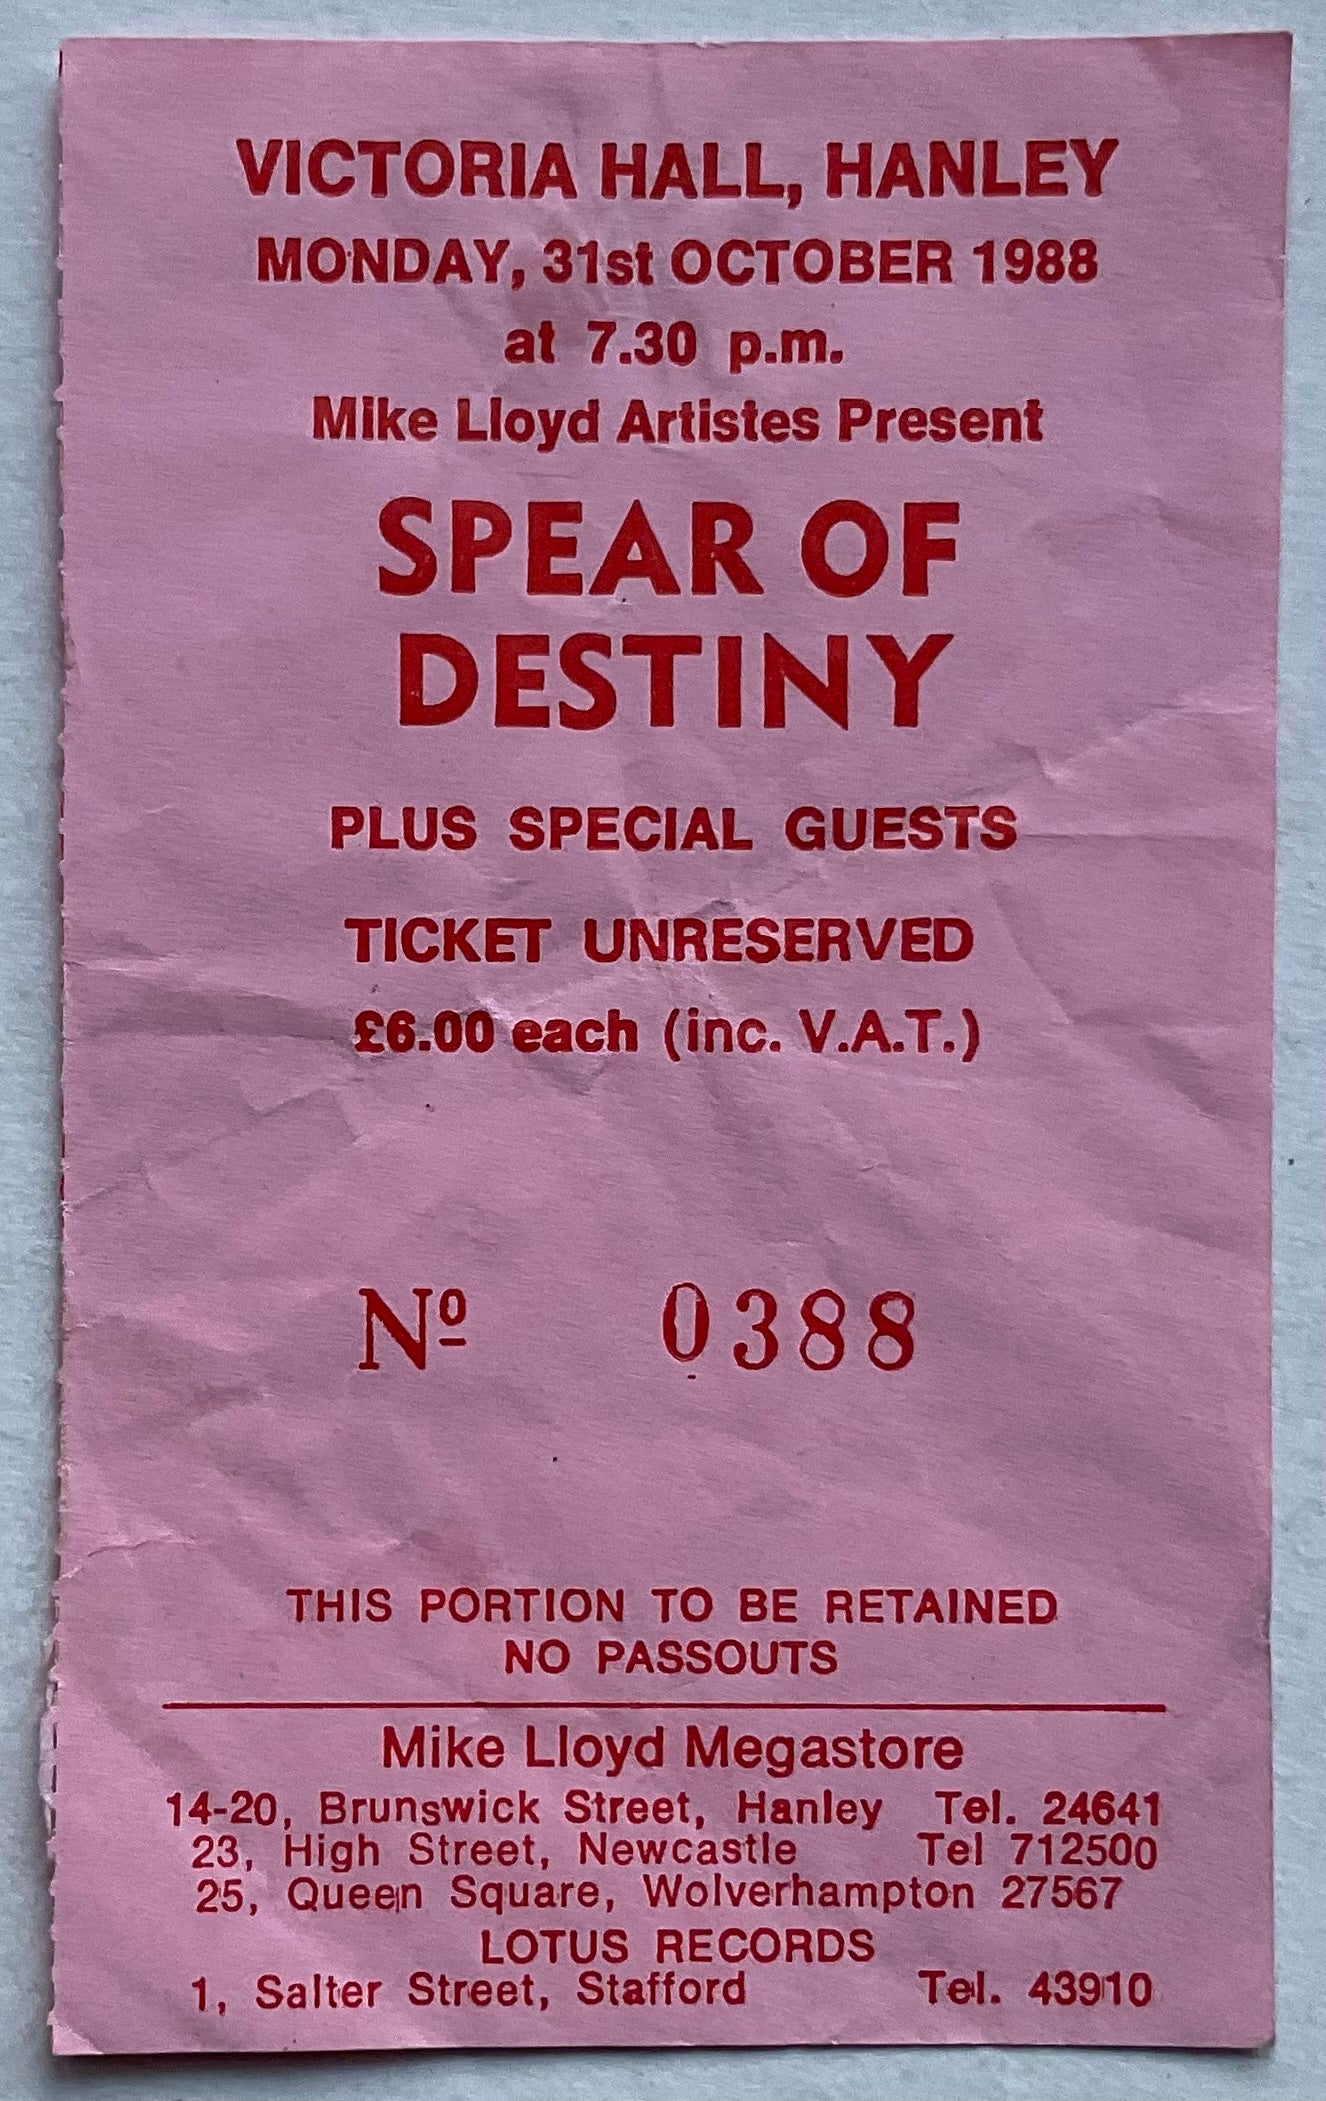 VICTORIA HALL, HANLEY
MONDAY, 31st OCTOBER 1988
at 7.30 p.m.
Mike Lloyd Artistes Present
SPEAR OF
DESTINY
PLUS SPECIAL GUESTS
TICKET UNRESERVED
£6.00 each (inc. V.A.T.)
Nº 0388
THIS PORTION TO BE RETAINED
NO PASSOUTS
Mike Lloyd Megastore
14-20, Brunswick Street, Hanley Tel. 24641
23, High Street, Newcastle Tel 712500
25, Queen Square, Wolverhampton 27567
LOTUS RECORDS
1, Salter Street, Stafford Tel. 43910